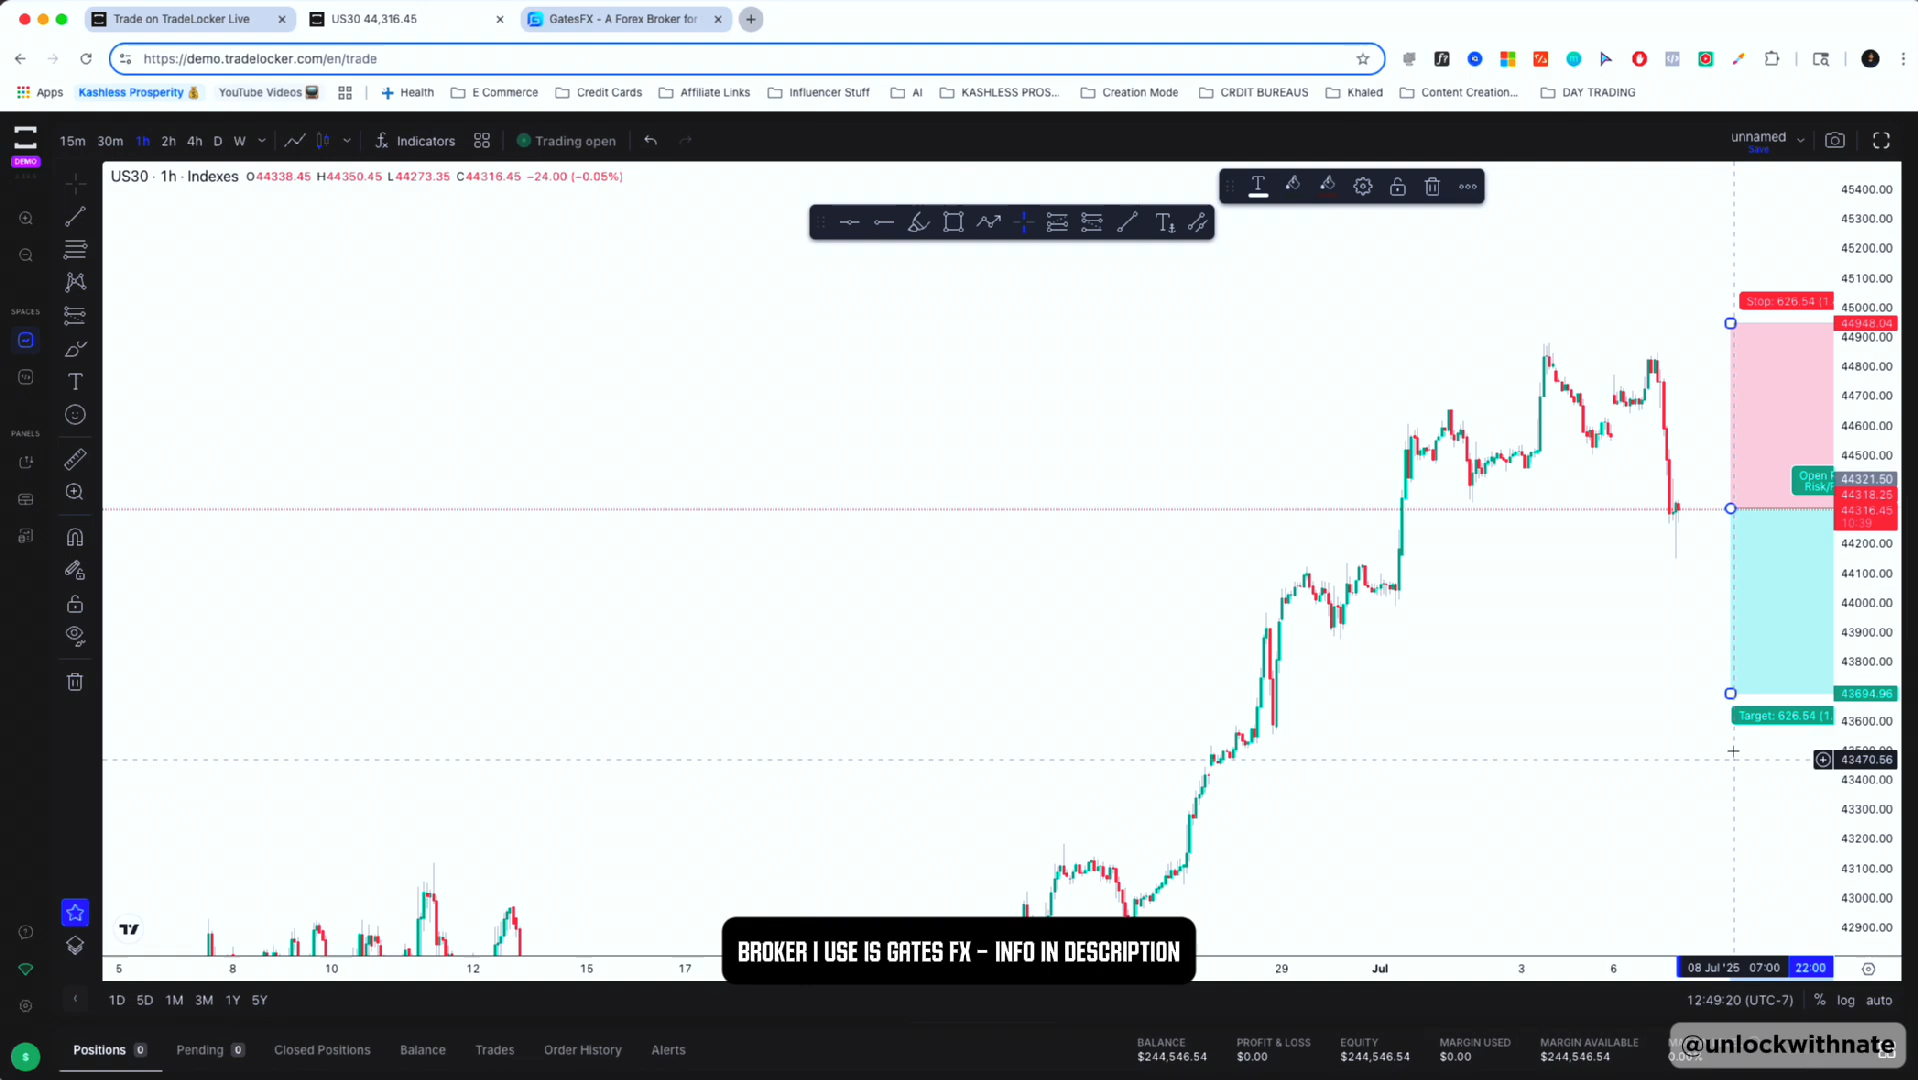 Trade on TradeLocker Live
US30 44,316.45
GatesFX - A Forex Broker for
https://demo.tradelocker.com/en/trade
Apps
Kashless Prosperity
YouTube Videos
Health
E Commerce
Credit Cards
Affiliate Links
Influencer Stuff
AI
KASHLESS PROS...
Creation Mode
CRDIT BUREAUS
Khaled
Content Creation...
DAY TRADING
DEMO
15m 30m 1h 2h 4h D W
Indicators
Trading open
unnamed
Save
US30 · 1h · Indexes O44338.45 H44350.45 L44273.35 C44316.45 −24.00 (−0.05%)
SPACES
PANELS
45400.00
45300.00
45200.00
45100.00
45000.00
Stop: 626.54 (1.
44948.04
44900.00
44800.00
44700.00
44600.00
44500.00
Open
Risk/
44321.50
44318.25
44316.45
10:39
44200.00
44100.00
44000.00
43900.00
43800.00
43694.96
Target: 626.54 (1.
43600.00
43470.56
43400.00
43300.00
43200.00
43100.00
43000.00
42900.00
BROKER I USE IS GATES FX - INFO IN DESCRIPTION
5 8 10 12 15 17 29 Jul 3 6 08 Jul '25 07:00 22:00
1D 5D 1M 3M 1Y 5Y
12:49:20 (UTC-7) % log auto
Positions 0
Pending 0
Closed Positions
Balance
Trades
Order History
Alerts
BALANCE
$244,546.54
PROFIT & LOSS
$0.00
EQUITY
$244,546.54
MARGIN USED
$0.00
MARGIN AVAILABLE
$244,546.54
@unlockwithnate